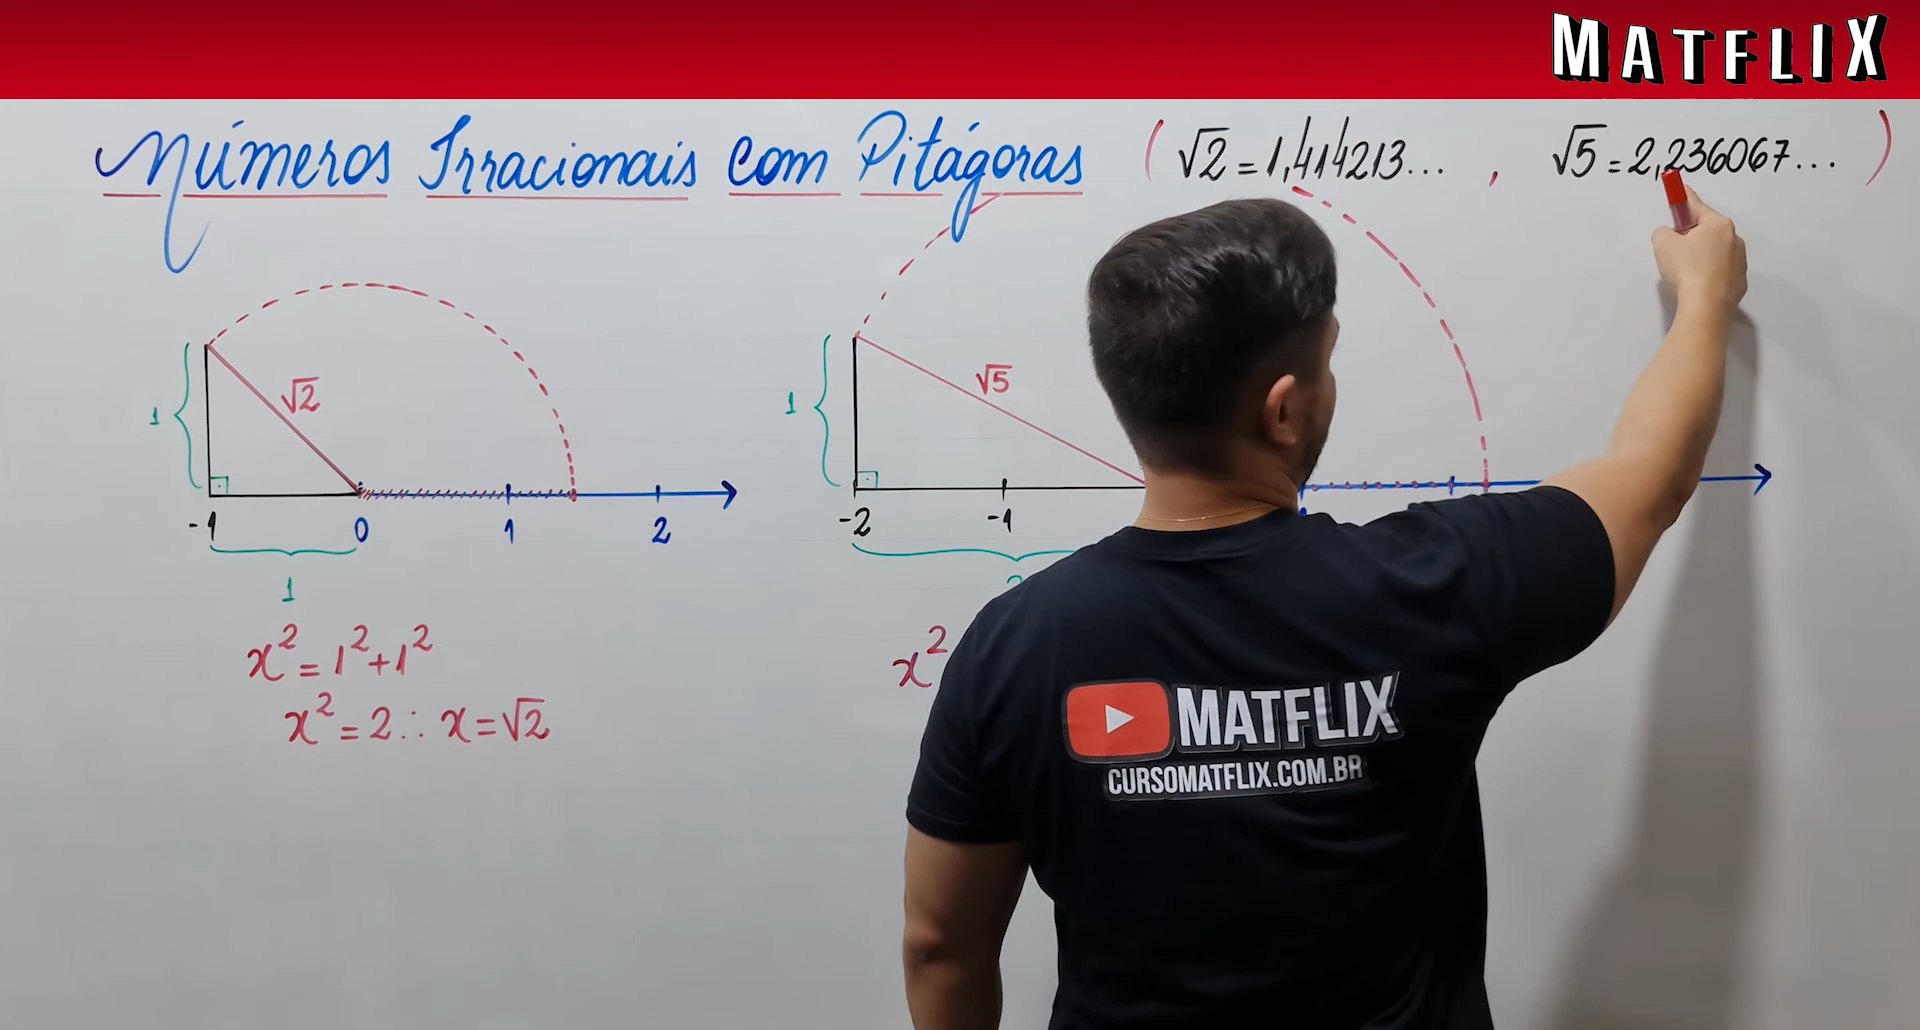 MATFLIX
Números Irracionais com Pitágoras ( √2 = 1,414213... , √5 = 2,236067... )
1
√2
-1 0 1 2
1
x² = 1² + 1²
x² = 2 ∴ x = √2
1
√5
-2 -1
x²
MATFLIX
CURSOMATFLIX.COM.BR